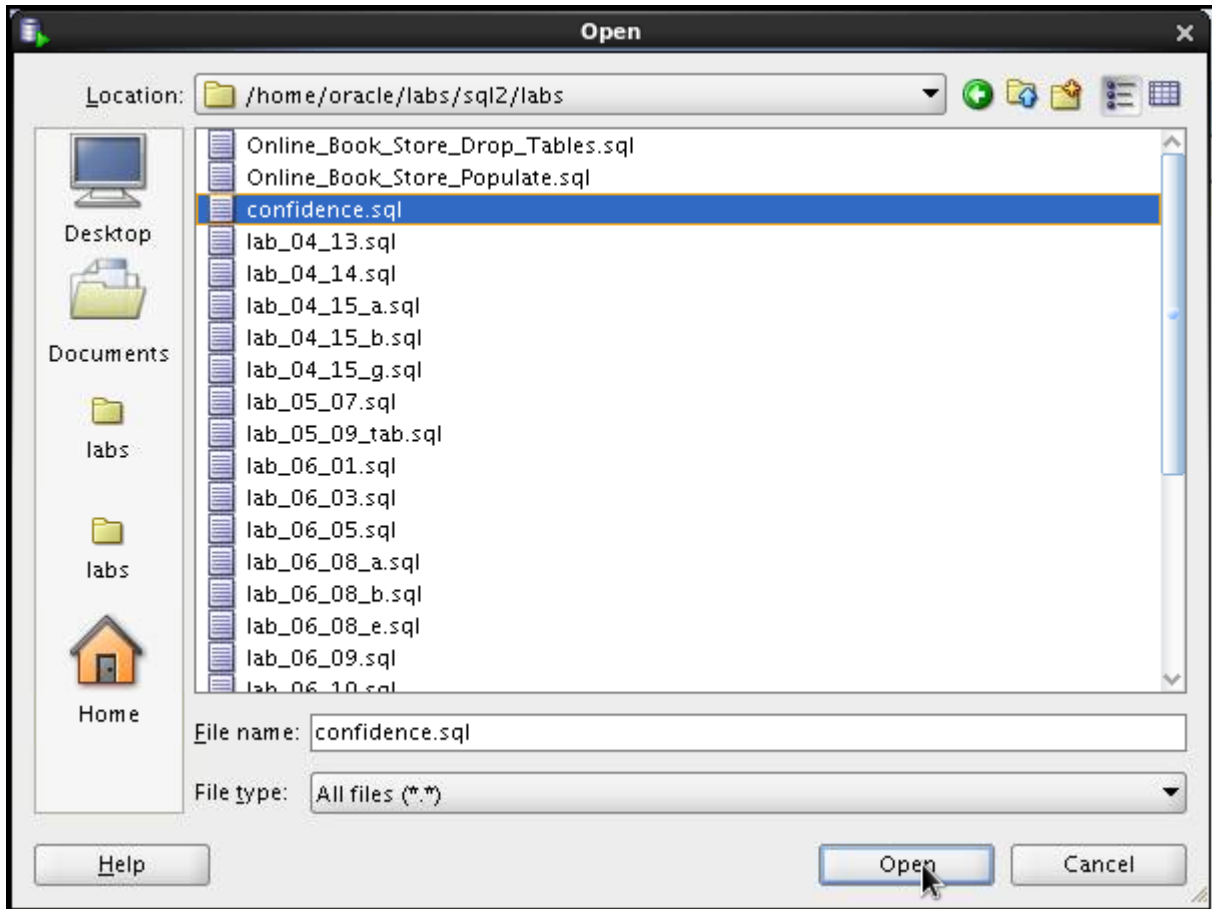 Open
Location: /home/oracle/labs/sql2/labs
Desktop
Documents
labs
labs
Home
Online_Book_Store_Drop_Tables.sql
Online_Book_Store_Populate.sql
confidence.sql
lab_04_13.sql
lab_04_14.sql
lab_04_15_a.sql
lab_04_15_b.sql
lab_04_15_g.sql
lab_05_07.sql
lab_05_09_tab.sql
lab_06_01.sql
lab_06_03.sql
lab_06_05.sql
lab_06_08_a.sql
lab_06_08_b.sql
lab_06_08_e.sql
lab_06_09.sql
lab_06_10.sql
File name: confidence.sql
File type: All files (*.*)
Help
Open
Cancel